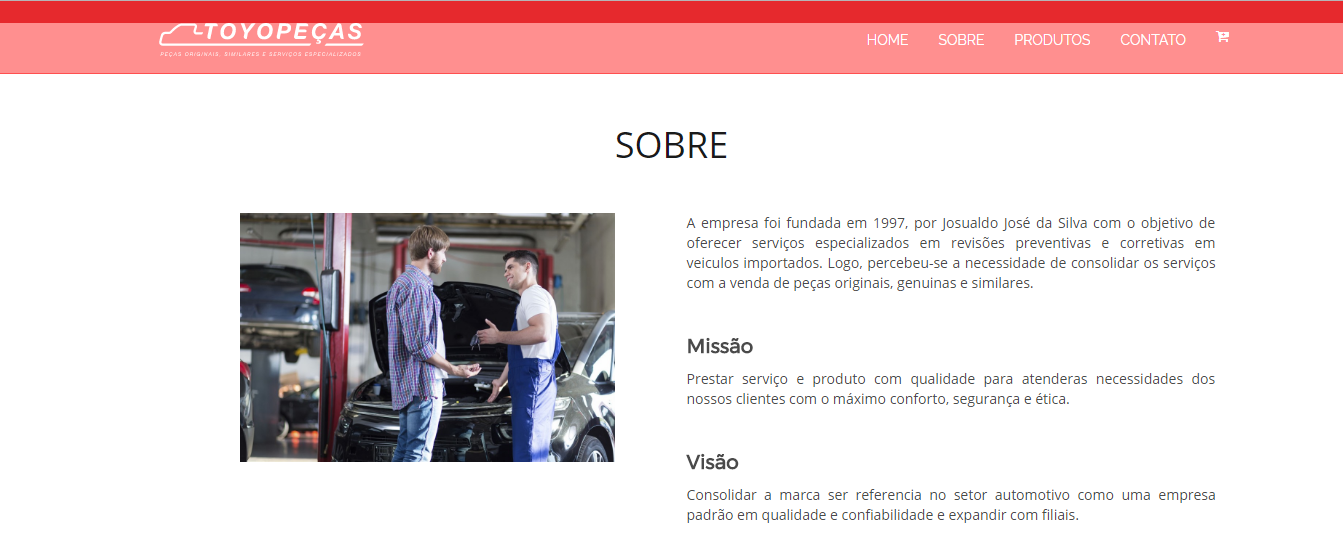 TOYOPEÇAS
PEÇAS ORIGINAIS, SIMILARES E SERVIÇOS ESPECIALIZADOS
HOME SOBRE PRODUTOS CONTATO
SOBRE
A empresa foi fundada em 1997, por Josualdo José da Silva com o objetivo de
oferecer serviços especializados em revisões preventivas e corretivas em
veiculos importados. Logo, percebeu-se a necessidade de consolidar os serviços
com a venda de peças originais, genuinas e similares.
Missão
Prestar serviço e produto com qualidade para atenderas necessidades dos
nossos clientes com o máximo conforto, segurança e ética.
Visão
Consolidar a marca ser referencia no setor automotivo como uma empresa
padrão em qualidade e confiabilidade e expandir com filiais.